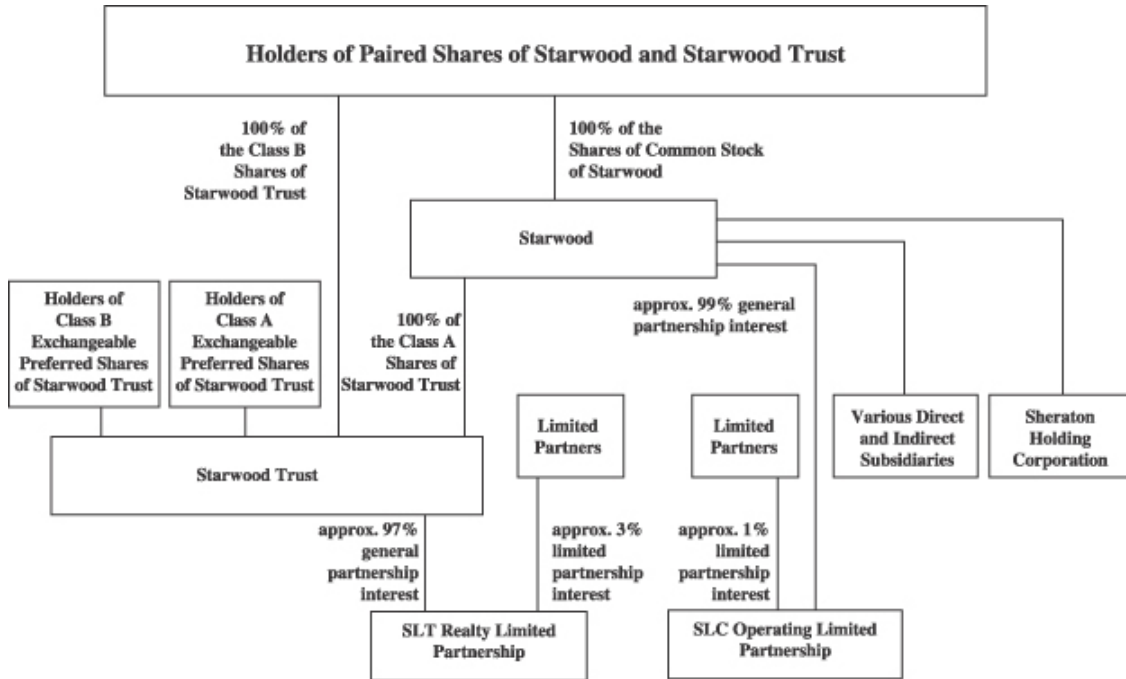 Holders of Paired Shares of Starwood and Starwood Trust
100% of
the Class B
Shares of
Starwood Trust
100% of the
Shares of Common Stock
of Starwood
Starwood
Holders of
Class B
Exchangeable
Preferred Shares
of Starwood Trust
Holders of
Class A
Exchangeable
Preferred Shares
of Starwood Trust
100% of
the Class A
Shares of
Starwood Trust
approx. 99% general
partnership interest
Limited
Partners
Limited
Partners
Various Direct
and Indirect
Subsidiaries
Sheraton
Holding
Corporation
Starwood Trust
approx. 97%
general
partnership
interest
approx. 3%
limited
partnership
interest
approx. 1%
limited
partnership
interest
SLT Realty Limited
Partnership
SLC Operating Limited
Partnership